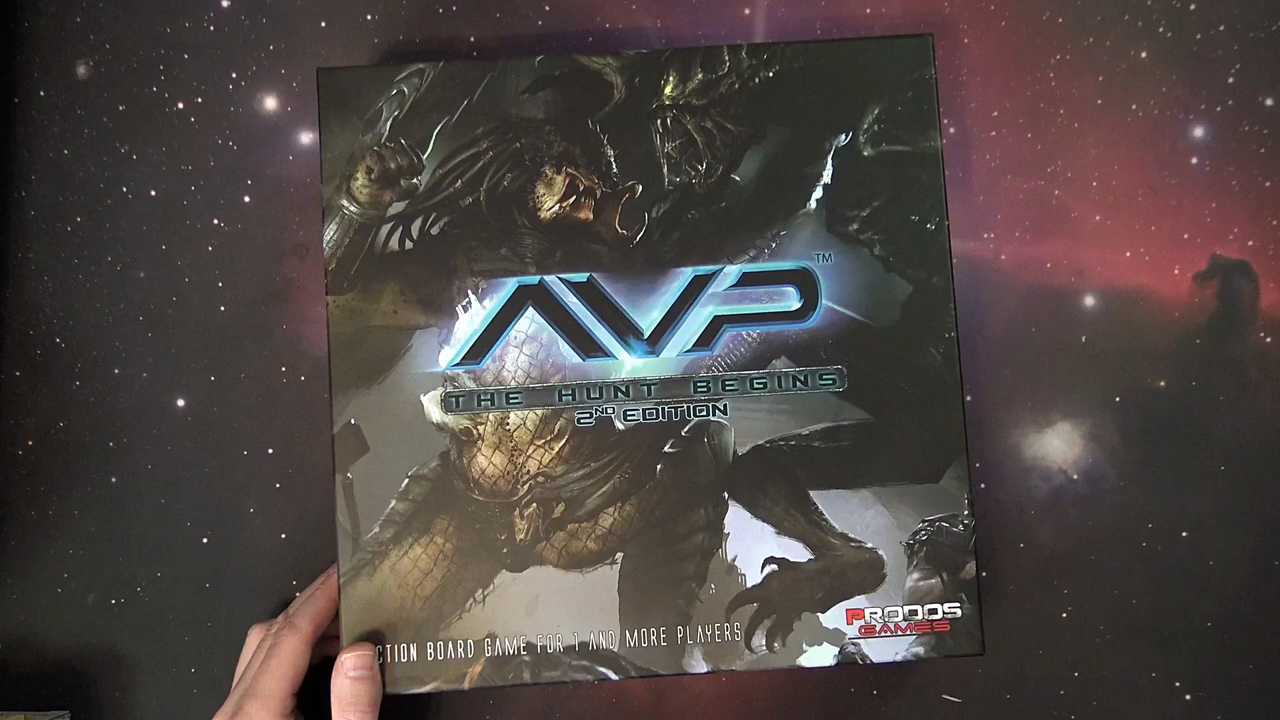 AVP™
THE HUNT BEGINS
2ND EDITION
CTION BOARD GAME FOR 1 AND MORE PLAYERS
PRODOS
GAMES